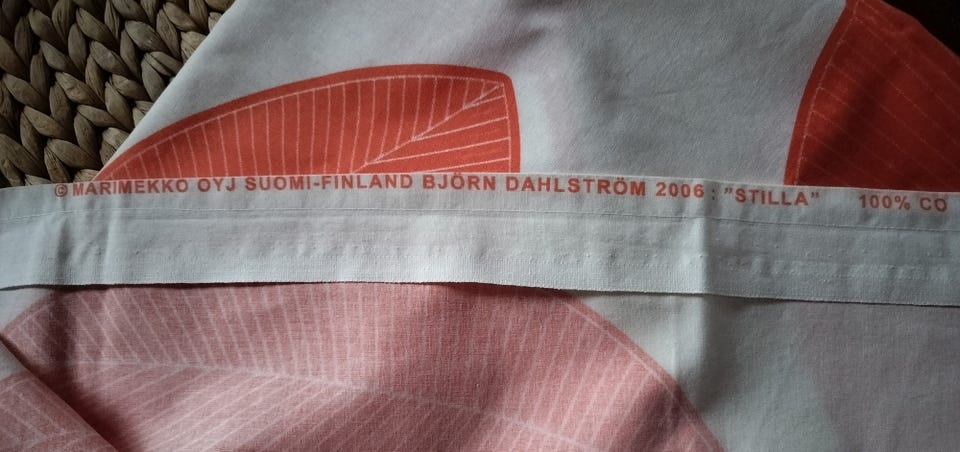 © MARIMEKKO OYJ SUOMI-FINLAND BJÖRN DAHLSTRÖM 2006 : ”STILLA” 100% CO